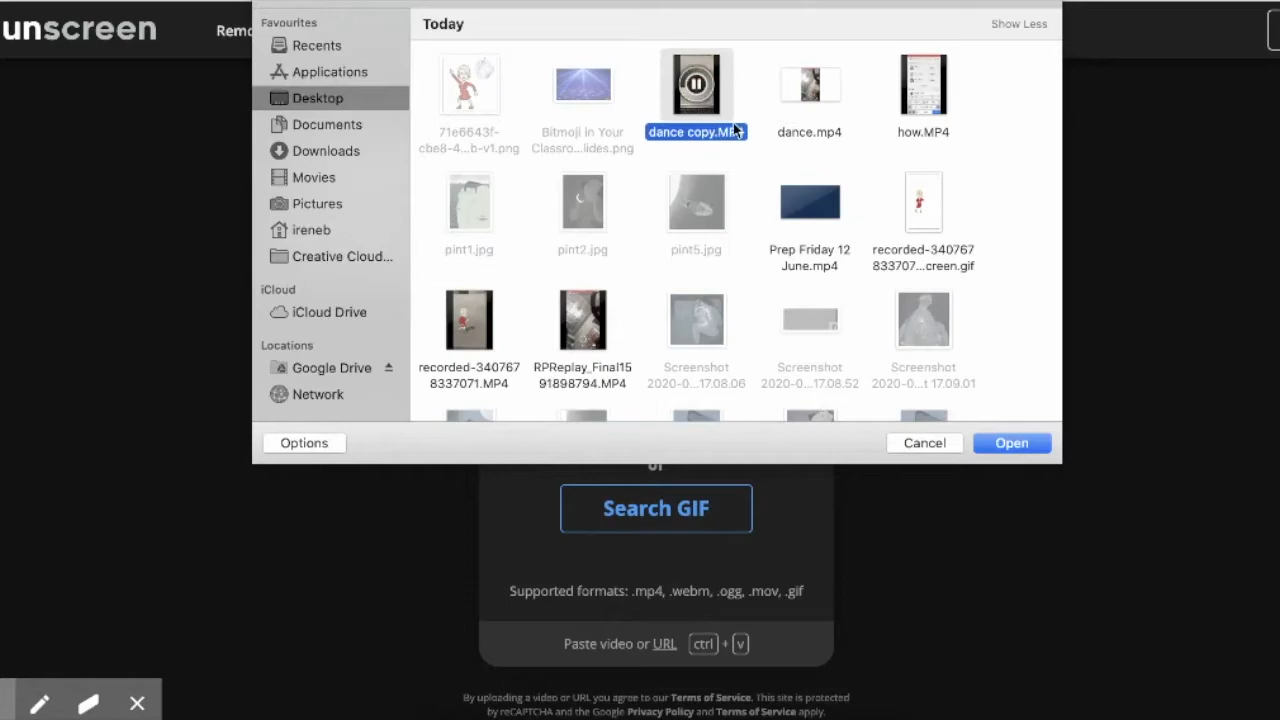 unscreen
Remo
Favourites
Recents
Applications
Desktop
Documents
Downloads
Movies
Pictures
ireneb
Creative Cloud...
iCloud
iCloud Drive
Locations
Google Drive
Network
Today
Show Less
71e6643f-
cbe8-4...b-v1.png
Bitmoji in Your
Classro...lides.png
dance copy.MP4
dance.mp4
how.MP4
pint1.jpg
pint2.jpg
pint5.jpg
Prep Friday 12
June.mp4
recorded-340767
833707...creen.gif
recorded-340767
8337071.MP4
RPReplay_Final15
91898794.MP4
Screenshot
2020-0...17.08.06
Screenshot
2020-0...17.08.52
Screenshot
2020-0...t 17.09.01
Options
Cancel
Open
or
Search GIF
Supported formats: .mp4, .webm, .ogg, .mov, .gif
Paste video or URL ctrl + v
By uploading a video or URL you agree to our Terms of Service. This site is protected
by reCAPTCHA and the Google Privacy Policy and Terms of Service apply.